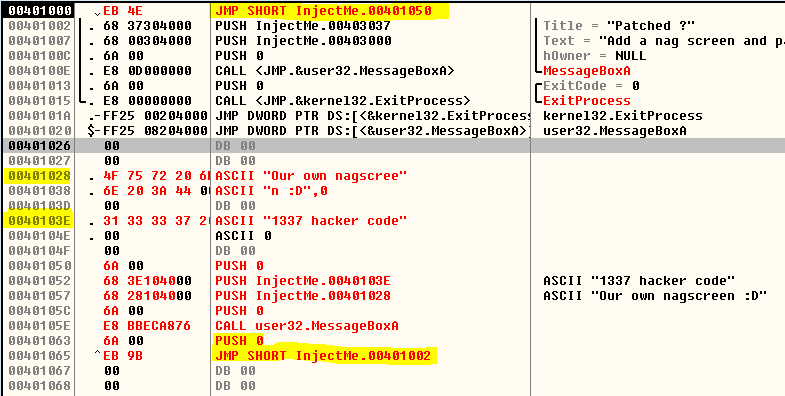 00401000 ⌄EB 4E JMP SHORT InjectMe.00401050
00401002 . 68 37304000 PUSH InjectMe.00403037 Title = "Patched ?"
00401007 . 68 00304000 PUSH InjectMe.00403000 Text = "Add a nag screen and p.
0040100C . 6A 00 PUSH 0 hOwner = NULL
0040100E . E8 0D000000 CALL <JMP.&user32.MessageBoxA> MessageBoxA
00401013 . 6A 00 PUSH 0 ExitCode = 0
00401015 . E8 00000000 CALL <JMP.&kernel32.ExitProcess> ExitProcess
0040101A .-FF25 00204000 JMP DWORD PTR DS:[<&kernel32.ExitProcess kernel32.ExitProcess
00401020 $-FF25 08204000 JMP DWORD PTR DS:[<&user32.MessageBoxA>] user32.MessageBoxA
00401026 00 DB 00
00401027 00 DB 00
00401028 . 4F 75 72 20 6 ASCII "Our own nagscree"
00401038 . 6E 20 3A 44 00 ASCII "n :D",0
0040103D 00 DB 00
0040103E . 31 33 33 37 2 ASCII "1337 hacker code"
0040104E . 00 ASCII 0
0040104F 00 DB 00
00401050 6A 00 PUSH 0
00401052 68 3E104000 PUSH InjectMe.0040103E ASCII "1337 hacker code"
00401057 68 28104000 PUSH InjectMe.00401028 ASCII "Our own nagscreen :D"
0040105C 6A 00 PUSH 0
0040105E E8 BBECA876 CALL user32.MessageBoxA
00401063 6A 00 PUSH 0
00401065 ^EB 9B JMP SHORT InjectMe.00401002
00401067 00 DB 00
00401068 00 DB 00